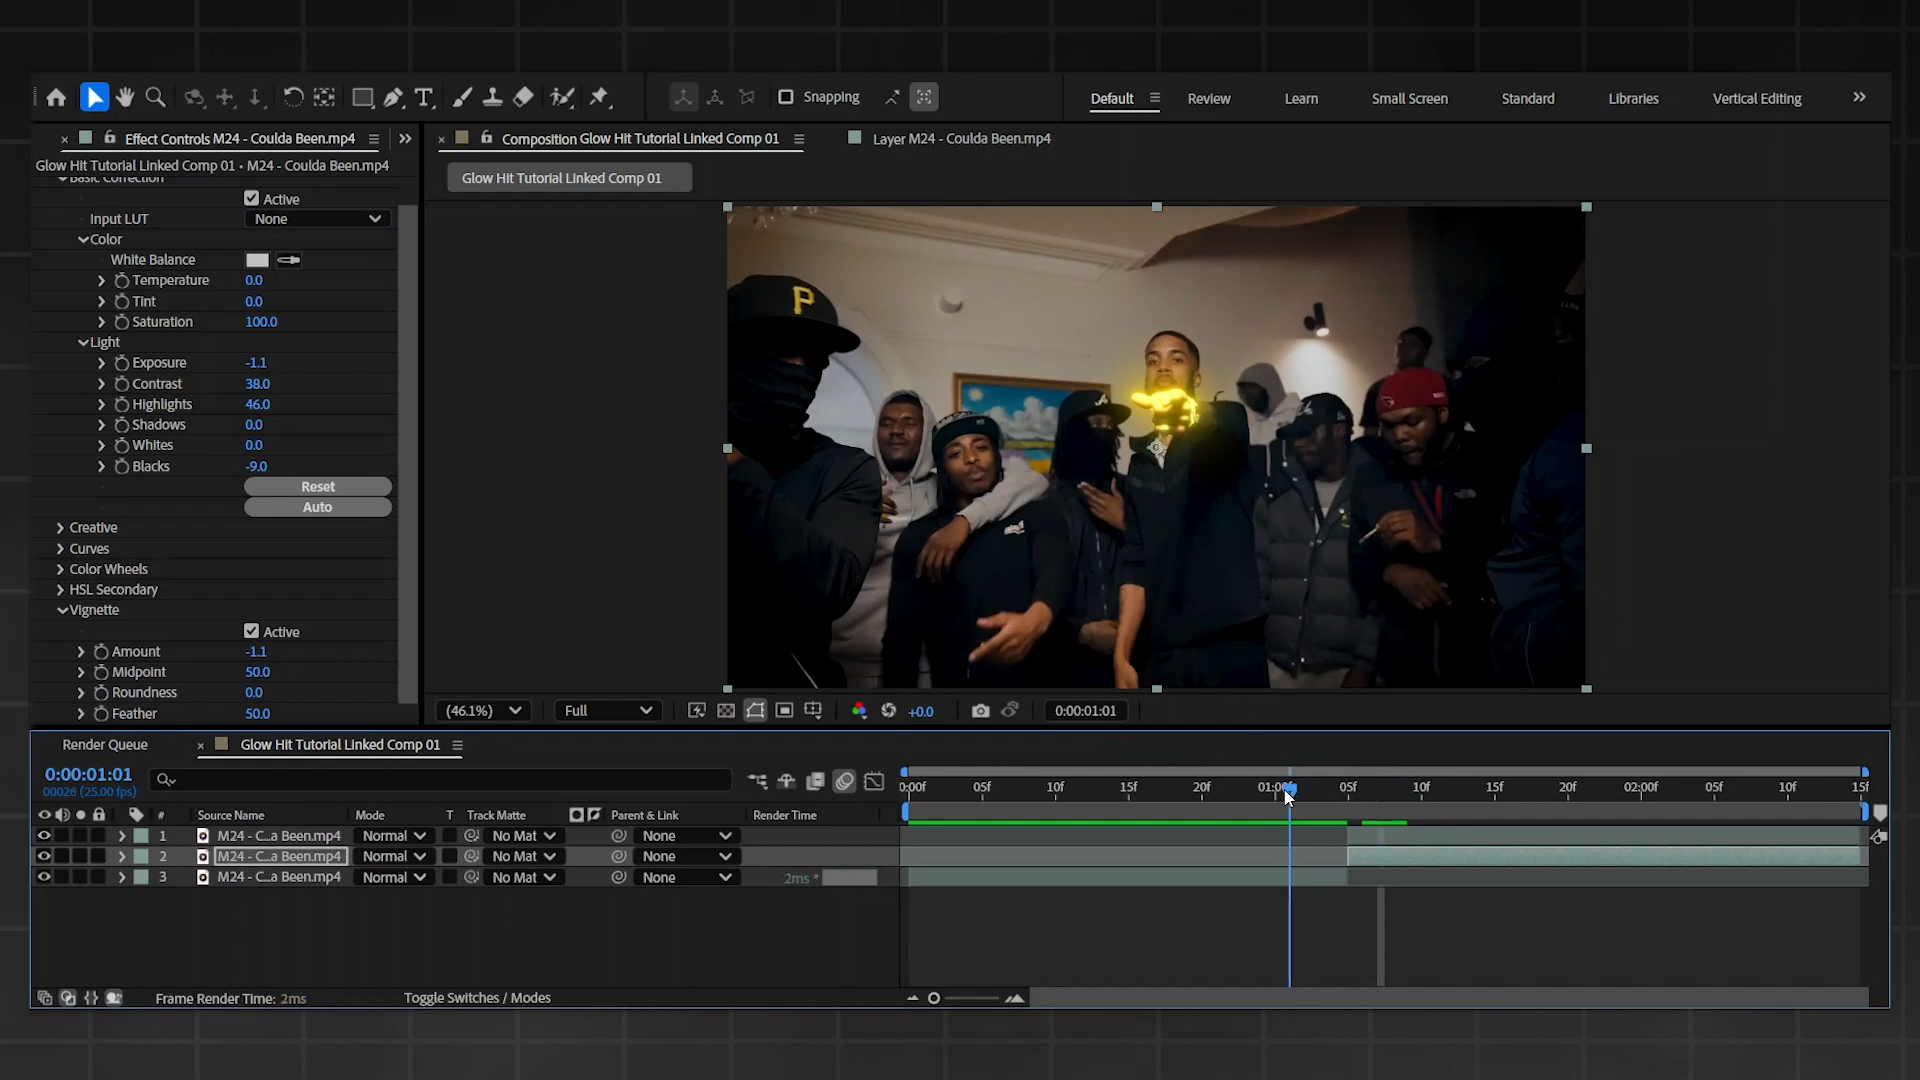 Snapping
Default
Review
Learn
Small Screen
Standard
Libraries
Vertical Editing
Effect Controls M24 - Coulda Been.mp4
Composition Glow Hit Tutorial Linked Comp 01
Layer M24 - Coulda Been.mp4
Glow Hit Tutorial Linked Comp 01 • M24 - Coulda Been.mp4
Glow Hit Tutorial Linked Comp 01
Basic Correction
Active
Input LUT None
Color
White Balance
Temperature 0.0
Tint 0.0
Saturation 100.0
Light
Exposure -1.1
Contrast 38.0
Highlights 46.0
Shadows 0.0
Whites 0.0
Blacks -9.0
Reset
Auto
Creative
Curves
Color Wheels
HSL Secondary
Vignette
Active
Amount -1.1
Midpoint 50.0
Roundness 0.0
Feather 50.0
P
A
(46.1%)
Full
+0.0
0:00:01:01
Render Queue
Glow Hit Tutorial Linked Comp 01
0:00:01:01
00026 (25.00 fps)
0:00f 05f 10f 15f 20f 01:00f 05f 10f 15f 20f 02:00f 05f 10f 15f
# Source Name Mode T Track Matte Parent & Link Render Time
1 M24 - C...a Been.mp4 Normal No Mat None
2 M24 - C...a Been.mp4 Normal No Mat None
3 M24 - C...a Been.mp4 Normal No Mat None 2ms *
Frame Render Time: 2ms
Toggle Switches / Modes